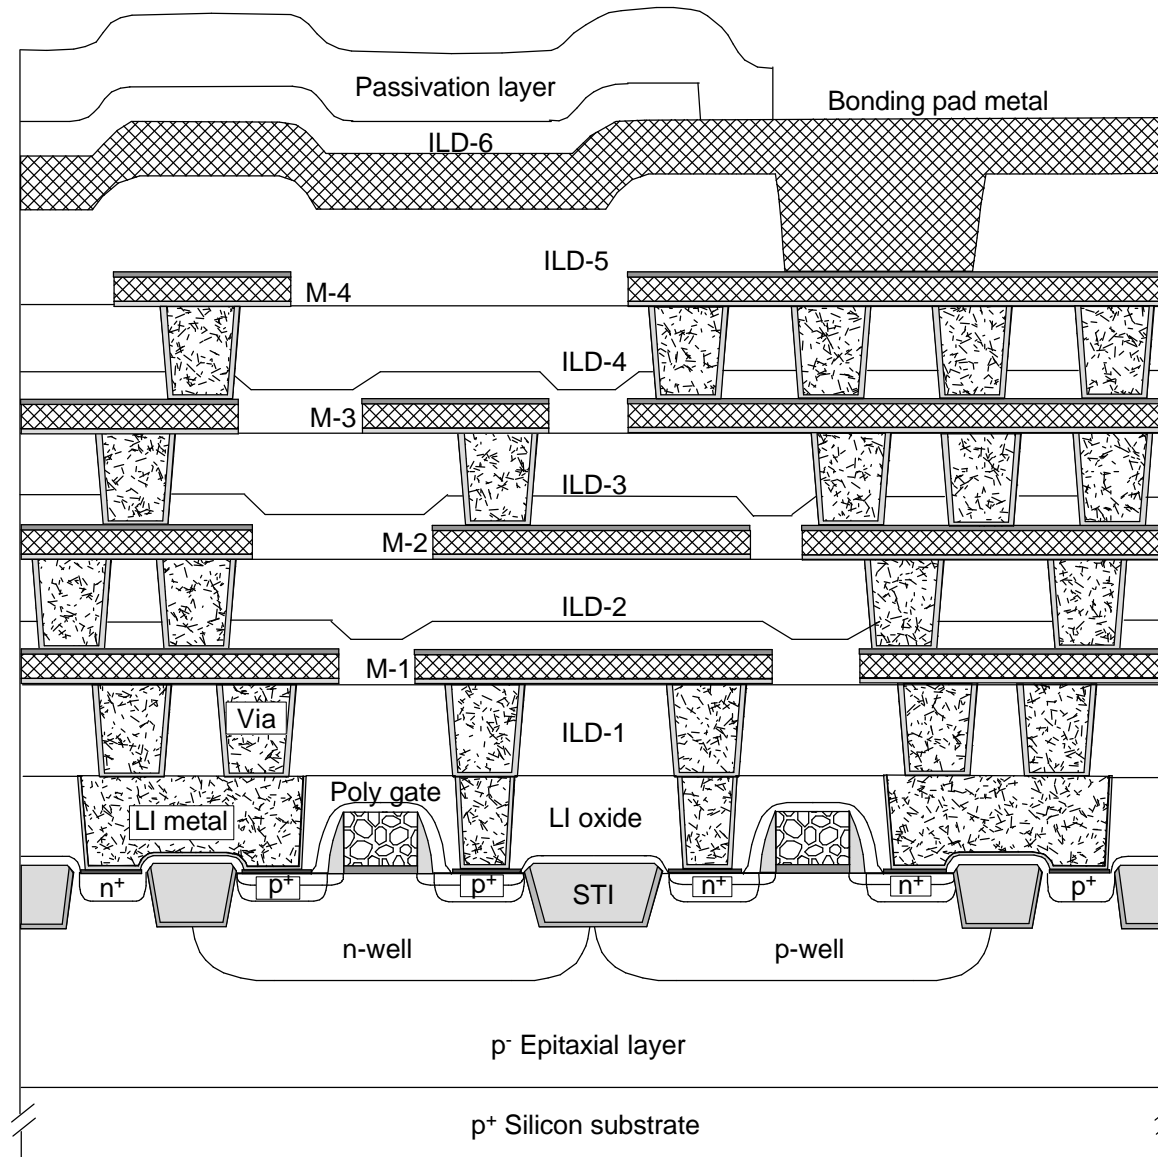 Passivation layer
Bonding pad metal
ILD-6
ILD-5
M-4
ILD-4
M-3
ILD-3
M-2
ILD-2
M-1
Via
ILD-1
Poly gate
LI metal
LI oxide
n⁺ p⁺ p⁺ STI n⁺ n⁺ p⁺
n-well p-well
p⁻ Epitaxial layer
p⁺ Silicon substrate